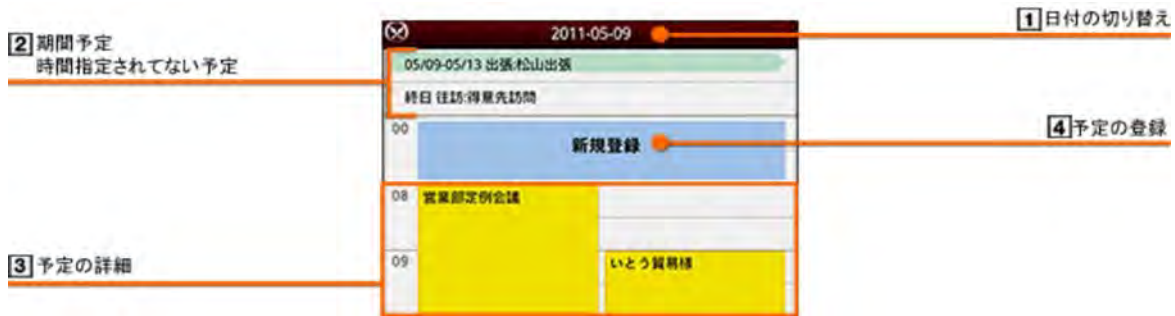 1 日付の切り替え
2 期間予定
時間指定されてない予定
2011-05-09
05/09-05/13 出張:松山出張
終日 往訪:得意先訪問
4 予定の登録
00
新規登録
08 営業部定例会議
3 予定の詳細
09 いとう貿易様